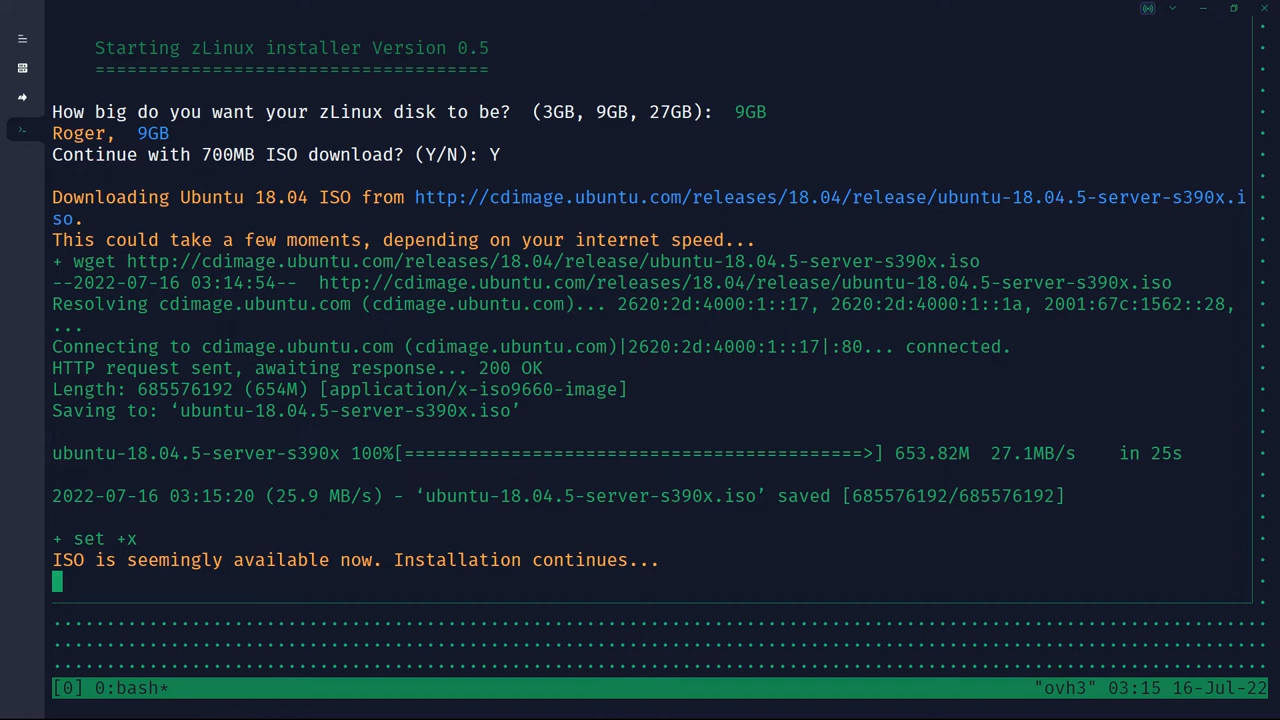 Starting zLinux installer Version 0.5
=====================================
How big do you want your zLinux disk to be?  (3GB, 9GB, 27GB):  9GB
Roger,  9GB
Continue with 700MB ISO download? (Y/N): Y
Downloading Ubuntu 18.04 ISO from http://cdimage.ubuntu.com/releases/18.04/release/ubuntu-18.04.5-server-s390x.i
so.
This could take a few moments, depending on your internet speed...
+ wget http://cdimage.ubuntu.com/releases/18.04/release/ubuntu-18.04.5-server-s390x.iso
--2022-07-16 03:14:54--  http://cdimage.ubuntu.com/releases/18.04/release/ubuntu-18.04.5-server-s390x.iso
Resolving cdimage.ubuntu.com (cdimage.ubuntu.com)... 2620:2d:4000:1::17, 2620:2d:4000:1::1a, 2001:67c:1562::28,
...
Connecting to cdimage.ubuntu.com (cdimage.ubuntu.com)|2620:2d:4000:1::17|:80... connected.
HTTP request sent, awaiting response... 200 OK
Length: 685576192 (654M) [application/x-iso9660-image]
Saving to: ‘ubuntu-18.04.5-server-s390x.iso’
ubuntu-18.04.5-server-s390x 100%[===========================================>] 653.82M  27.1MB/s    in 25s
2022-07-16 03:15:20 (25.9 MB/s) - ‘ubuntu-18.04.5-server-s390x.iso’ saved [685576192/685576192]
+ set +x
ISO is seemingly available now. Installation continues...
[0] 0:bash* "ovh3" 03:15 16-Jul-22